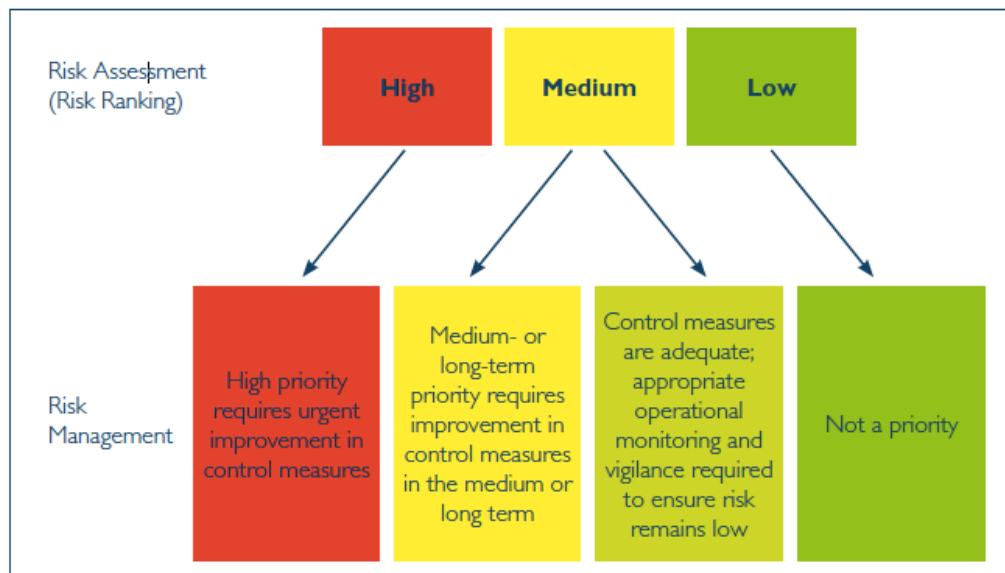 Risk Assessment
(Risk Ranking)
High
Medium
Low
Risk
Management
High priority
requires urgent
improvement in
control measures
Medium- or
long-term
priority requires
improvement in
control measures
in the medium or
long term
Control measures
are adequate;
appropriate
operational
monitoring and
vigilance required
to ensure risk
remains low
Not a priority